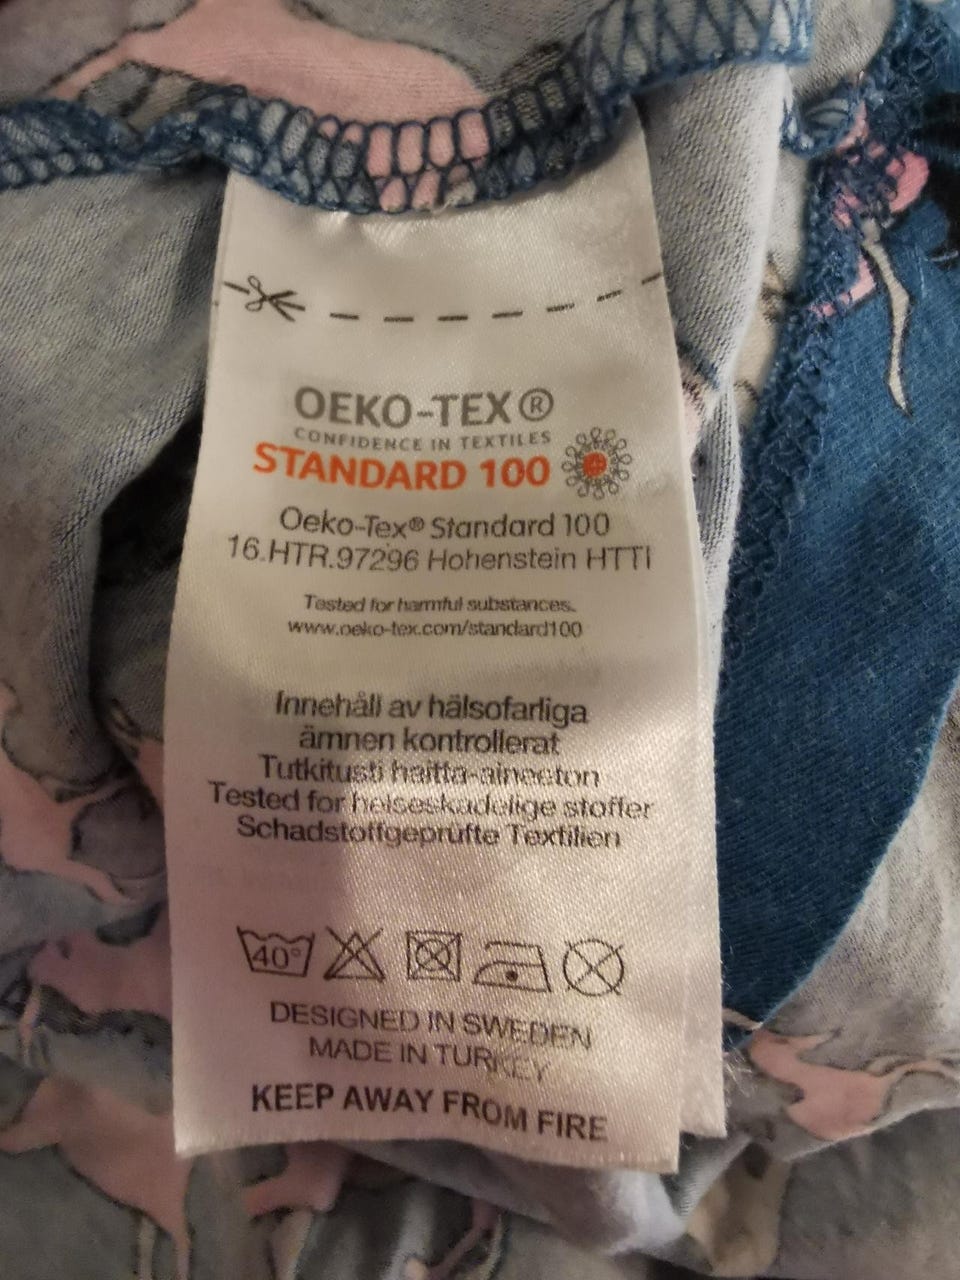 OEKO-TEX®
CONFIDENCE IN TEXTILES
STANDARD 100
Oeko-Tex® Standard 100
16.HTR.97296 Hohenstein HTTI
Tested for harmful substances.
www.oeko-tex.com/standard100
Innehåll av hälsofarliga
ämnen kontrollerat
Tutkitusti haitta-aineeton
Tested for helseskadelige stoffer
Schadstoffgeprüfte Textilien
40°
DESIGNED IN SWEDEN
MADE IN TURKEY
KEEP AWAY FROM FIRE